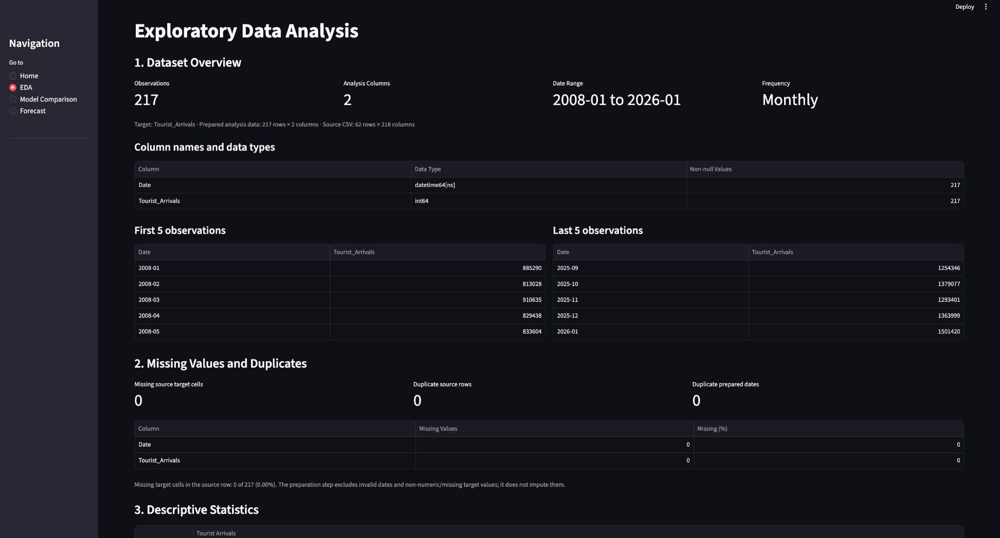 Deploy
Navigation
Go to
Home
EDA
Model Comparison
Forecast
Exploratory Data Analysis
1. Dataset Overview
Observations Analysis Columns Date Range Frequency
217 2 2008-01 to 2026-01 Monthly
Target: Tourist_Arrivals · Prepared analysis data: 217 rows × 2 columns · Source CSV: 62 rows × 218 columns
Column names and data types
Column Data Type Non-null Values
Date datetime64[ns] 217
Tourist_Arrivals int64 217
First 5 observations
Date Tourist_Arrivals
2008-01 885290
2008-02 813028
2008-03 910635
2008-04 829438
2008-05 833604
Last 5 observations
Date Tourist_Arrivals
2025-09 1254346
2025-10 1379077
2025-11 1293401
2025-12 1363999
2026-01 1501420
2. Missing Values and Duplicates
Missing source target cells Duplicate source rows Duplicate prepared dates
0 0 0
Column Missing Values Missing (%)
Date 0 0
Tourist_Arrivals 0 0
Missing target cells in the source row: 0 of 217 (0.00%). The preparation step excludes invalid dates and non-numeric/missing target values; it does not impute them.
3. Descriptive Statistics
Tourist Arrivals